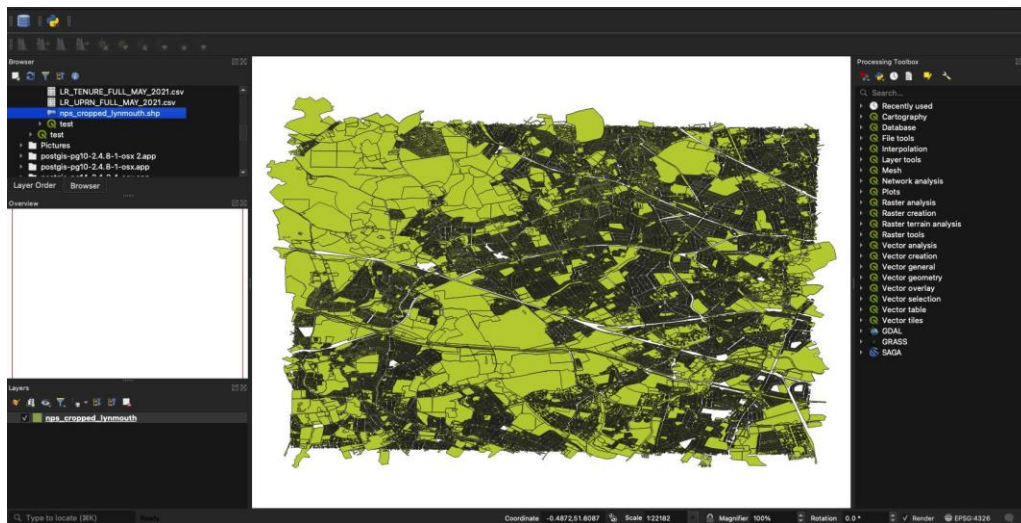 Browser
LR_TENURE_FULL_MAY_2021.csv
LR_UPRN_FULL_MAY_2021.csv
nps_cropped_lynmouth.shp
test
test
Pictures
postgis-pg10-2.4.8-1-osx 2.app
postgis-pg10-2.4.8-1-osx.app
Layer Order Browser
Overview
Layers
nps_cropped_lynmouth
Processing Toolbox
Search...
Recently used
Cartography
Database
File tools
Interpolation
Layer tools
Mesh
Network analysis
Plots
Raster analysis
Raster creation
Raster terrain analysis
Raster tools
Vector analysis
Vector creation
Vector general
Vector geometry
Vector overlay
Vector selection
Vector table
Vector tiles
GDAL
GRASS
SAGA
Type to locate (⌘K) Ready Coordinate -0.4872,51.6087 Scale 1:22182 Magnifier 100% Rotation 0.0 ° Render EPSG:4326